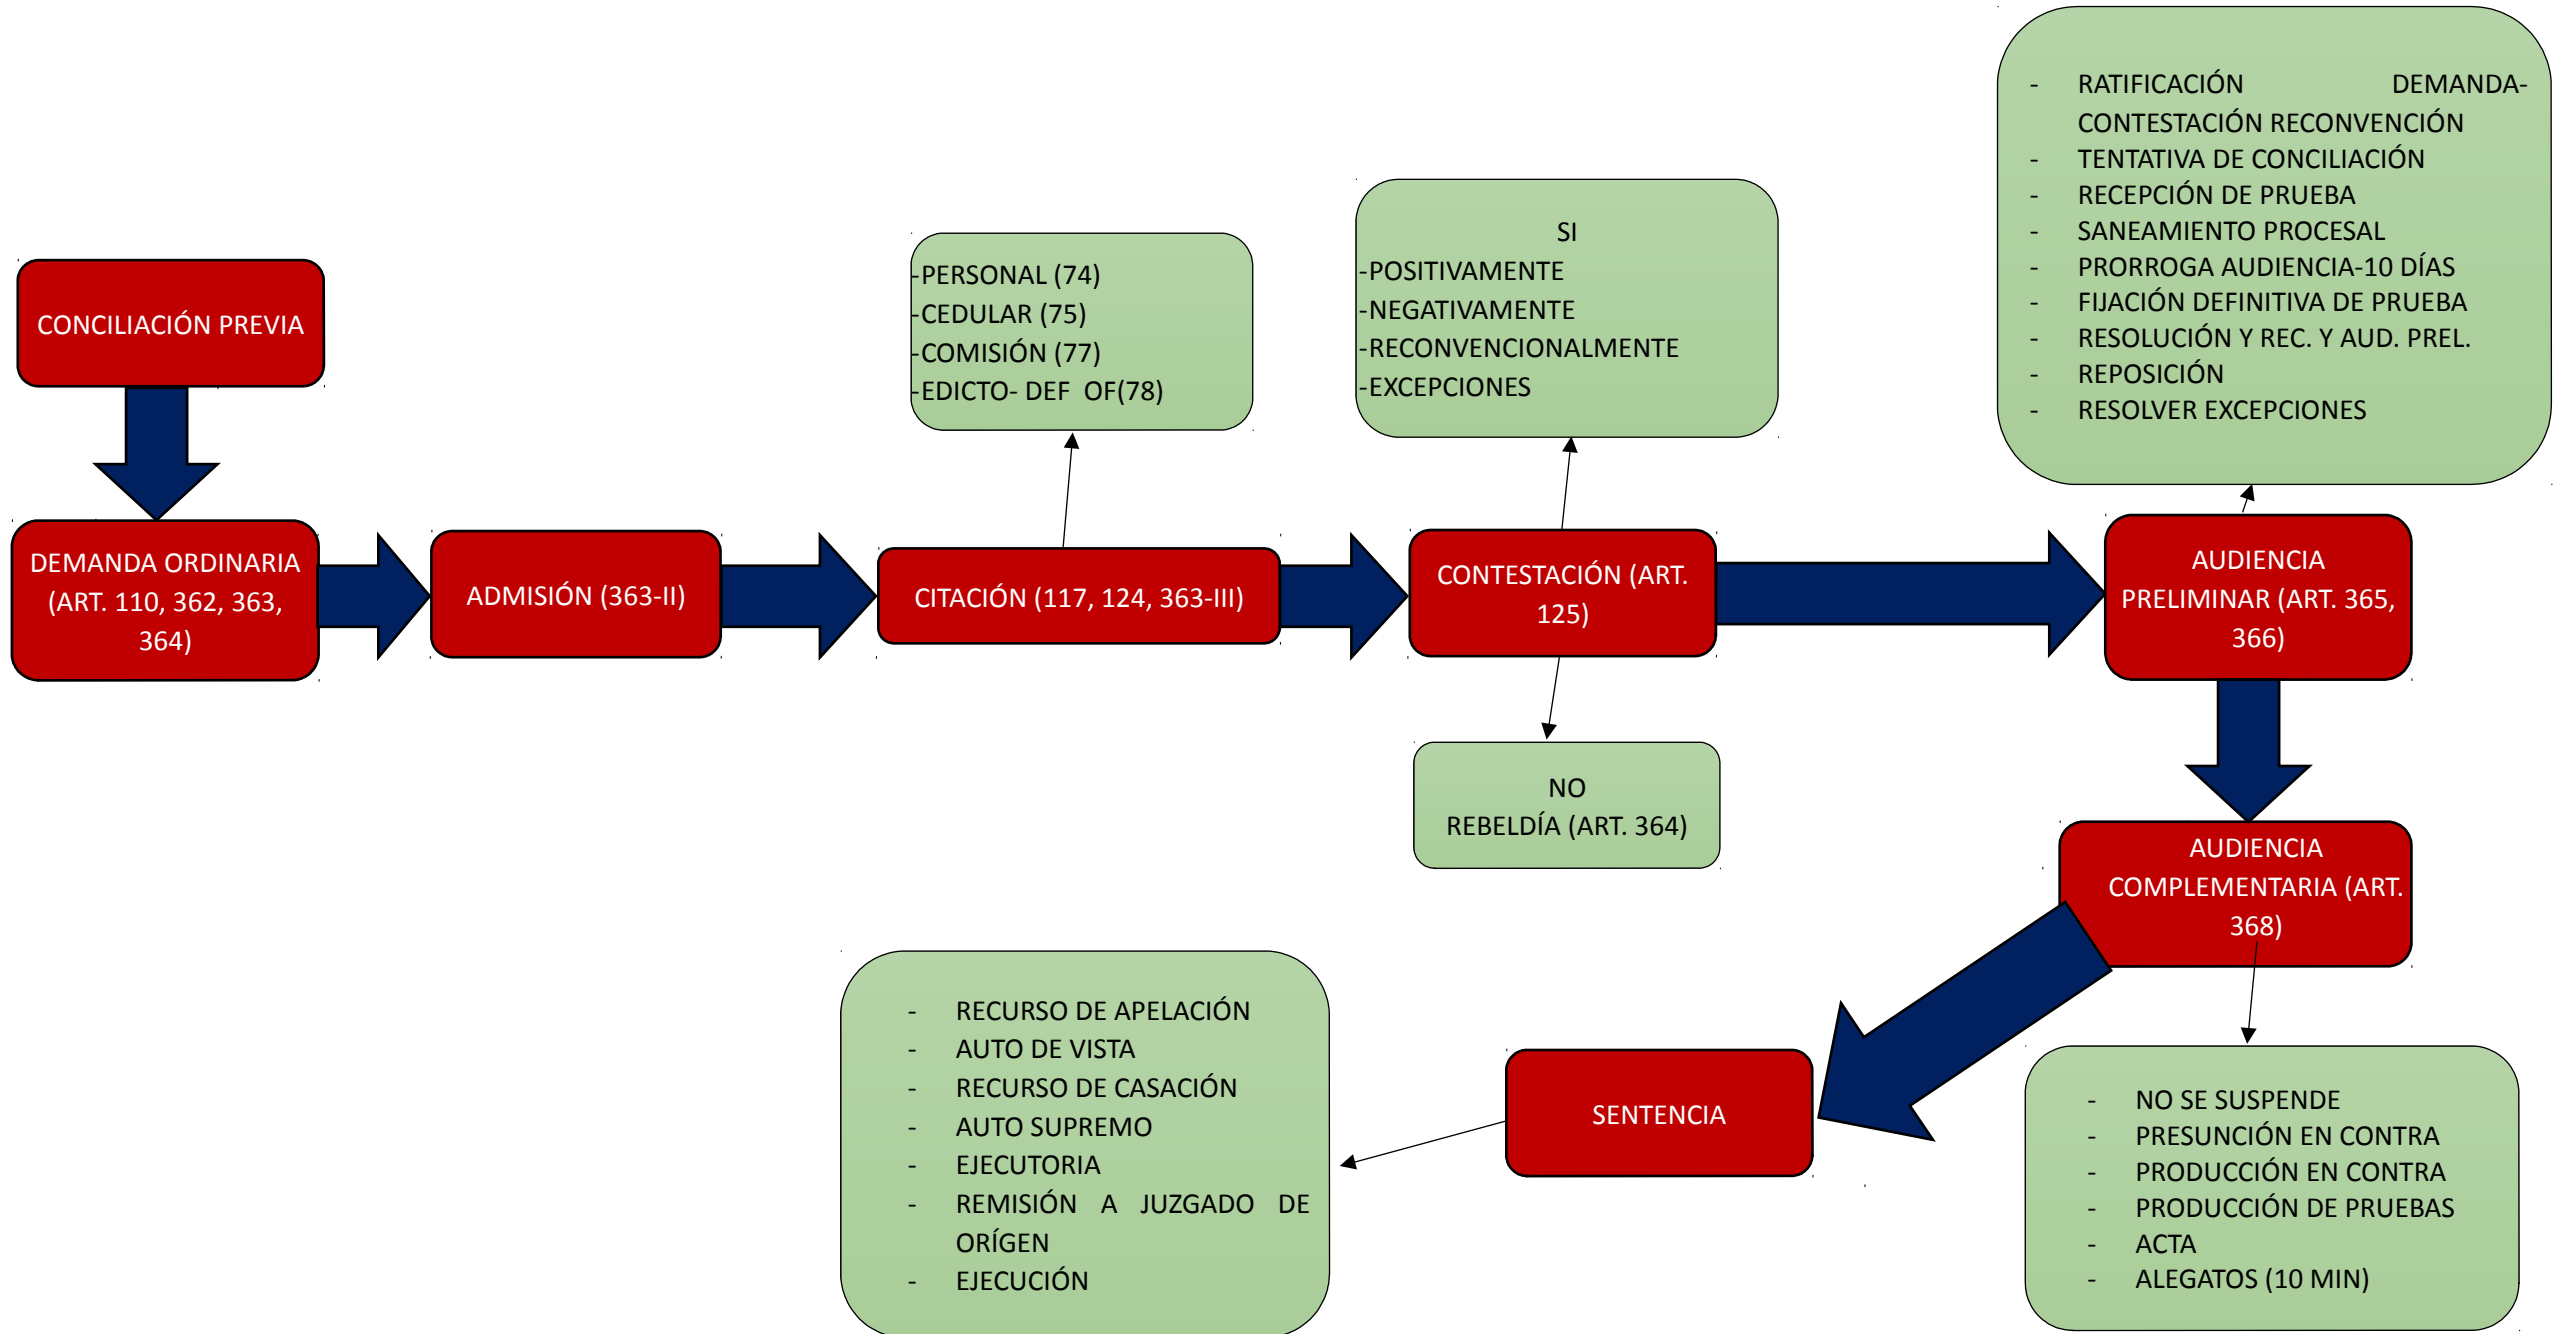 CONCILIACIÓN PREVIA
DEMANDA ORDINARIA
(ART. 110, 362, 363,
364)
ADMISIÓN (363-II)
-PERSONAL (74)
-CEDULAR (75)
-COMISIÓN (77)
-EDICTO- DEF OF(78)
CITACIÓN (117, 124, 363-III)
SI
-POSITIVAMENTE
-NEGATIVAMENTE
-RECONVENCIONALMENTE
-EXCEPCIONES
CONTESTACIÓN (ART.
125)
NO
REBELDÍA (ART. 364)
- RATIFICACIÓN DEMANDA-
CONTESTACIÓN RECONVENCIÓN
- TENTATIVA DE CONCILIACIÓN
- RECEPCIÓN DE PRUEBA
- SANEAMIENTO PROCESAL
- PRORROGA AUDIENCIA-10 DÍAS
- FIJACIÓN DEFINITIVA DE PRUEBA
- RESOLUCIÓN Y REC. Y AUD. PREL.
- REPOSICIÓN
- RESOLVER EXCEPCIONES
AUDIENCIA
PRELIMINAR (ART. 365,
366)
AUDIENCIA
COMPLEMENTARIA (ART.
368)
- NO SE SUSPENDE
- PRESUNCIÓN EN CONTRA
- PRODUCCIÓN EN CONTRA
- PRODUCCIÓN DE PRUEBAS
- ACTA
- ALEGATOS (10 MIN)
SENTENCIA
- RECURSO DE APELACIÓN
- AUTO DE VISTA
- RECURSO DE CASACIÓN
- AUTO SUPREMO
- EJECUTORIA
- REMISIÓN A JUZGADO DE
ORÍGEN
- EJECUCIÓN